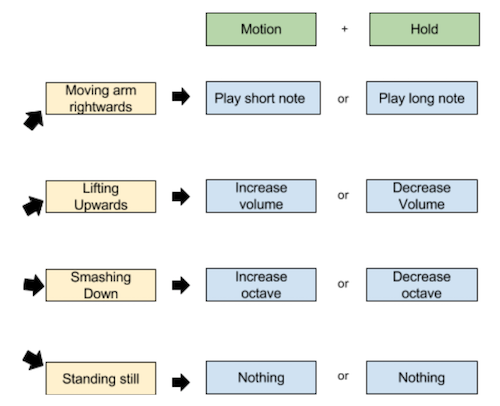 Motion + Hold
Moving arm
rightwards
Play short note or Play long note
Lifting
Upwards
Increase
volume
or
Decrease
Volume
Smashing
Down
Increase
octave
or
Decrease
octave
Standing still Nothing or Nothing